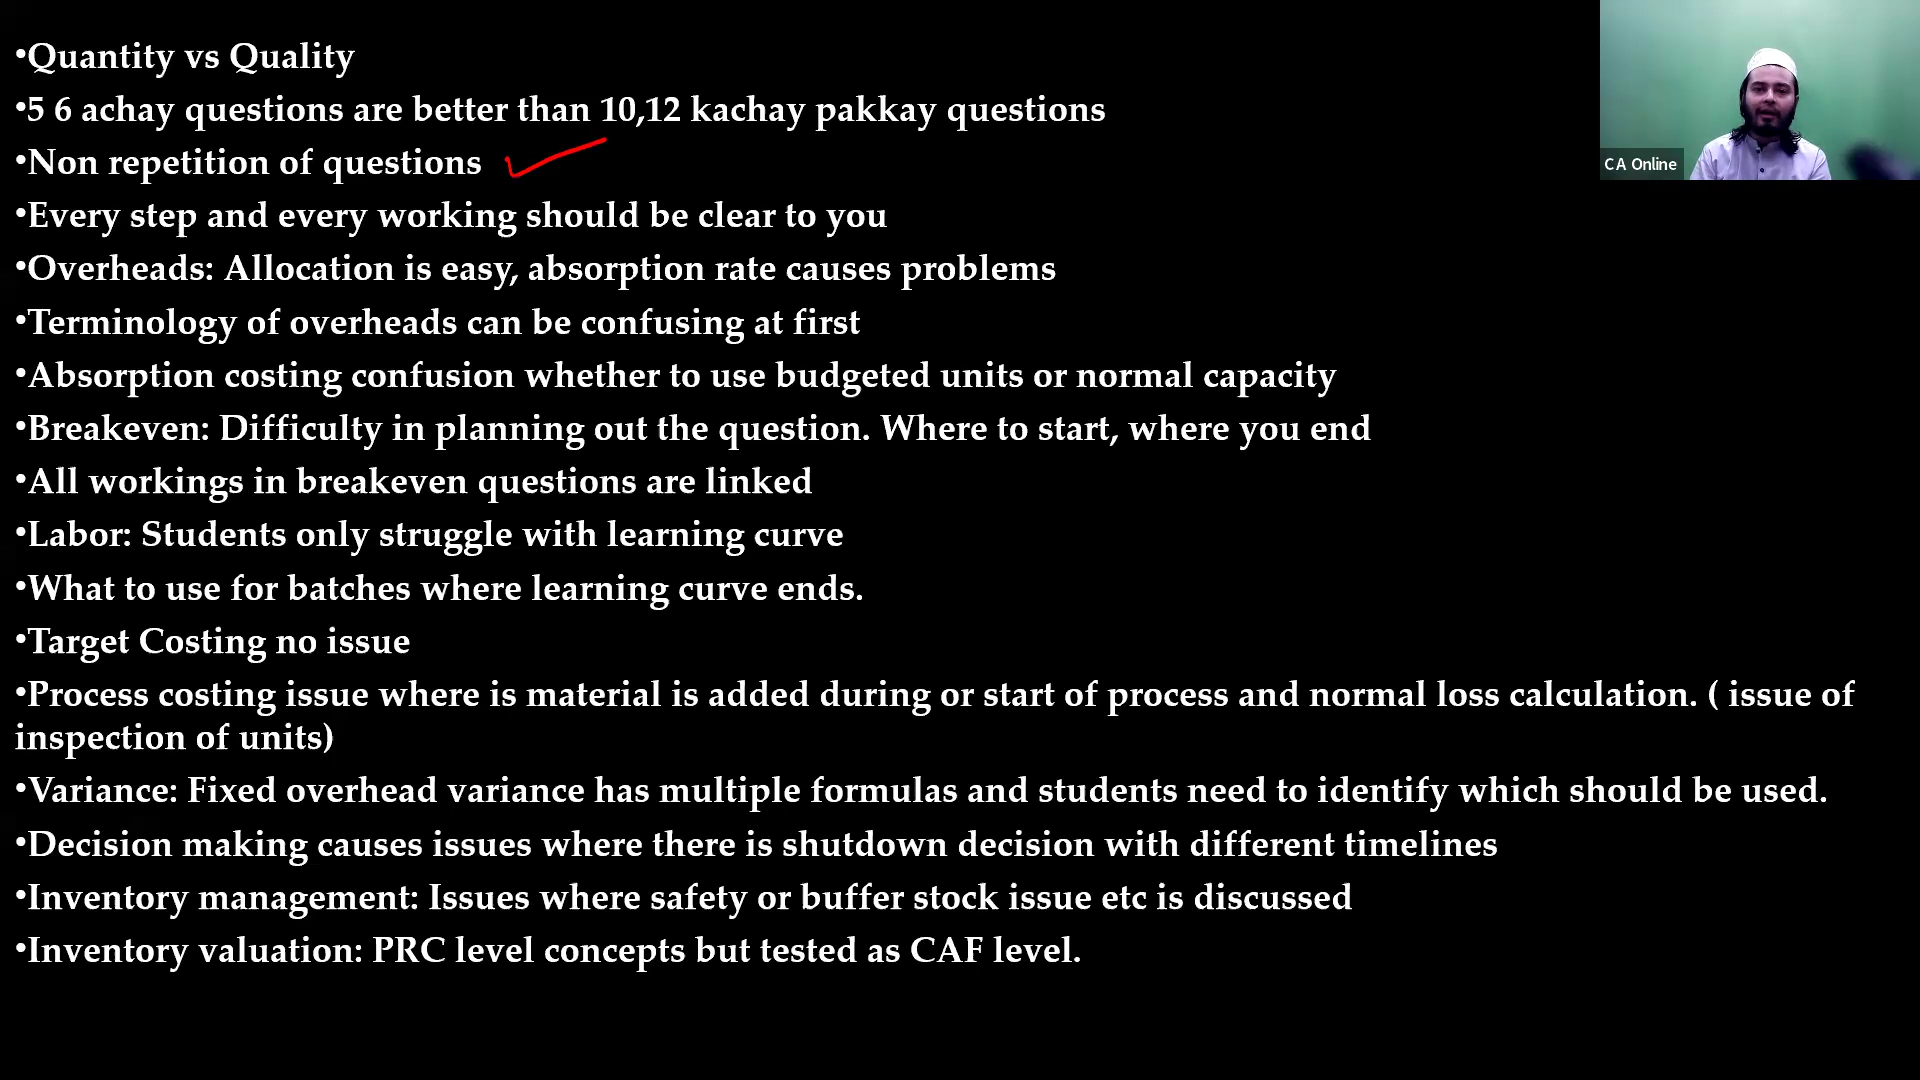 •Quantity vs Quality
•5 6 achay questions are better than 10,12 kachay pakkay questions
•Non repetition of questions
•Every step and every working should be clear to you
•Overheads: Allocation is easy, absorption rate causes problems
•Terminology of overheads can be confusing at first
•Absorption costing confusion whether to use budgeted units or normal capacity
•Breakeven: Difficulty in planning out the question. Where to start, where you end
•All workings in breakeven questions are linked
•Labor: Students only struggle with learning curve
•What to use for batches where learning curve ends.
•Target Costing no issue
•Process costing issue where is material is added during or start of process and normal loss calculation. ( issue of
inspection of units)
•Variance: Fixed overhead variance has multiple formulas and students need to identify which should be used.
•Decision making causes issues where there is shutdown decision with different timelines
•Inventory management: Issues where safety or buffer stock issue etc is discussed
•Inventory valuation: PRC level concepts but tested as CAF level.
C A Online